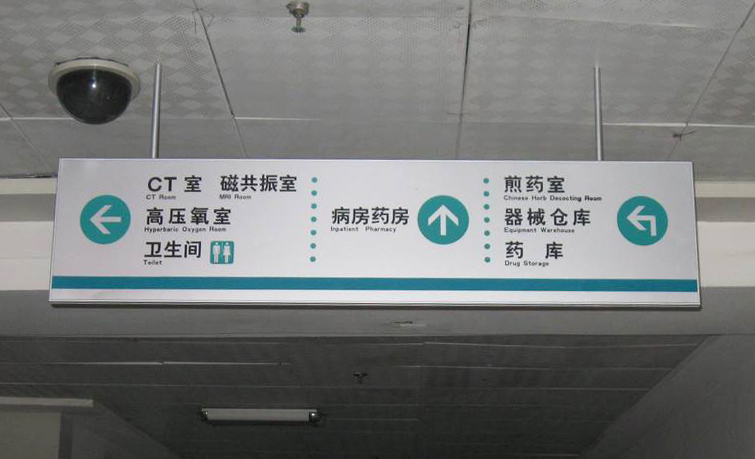 CT 室 磁共振室
CT Room MRI Room
高压氧室
Hyperbaric Oxygen Room
卫生间
Toilet
病房药房
Inpatient Pharmacy
煎药室
Chinese Herb Decocting Room
器械仓库
Equipment Warehouse
药 库
Drug Storage